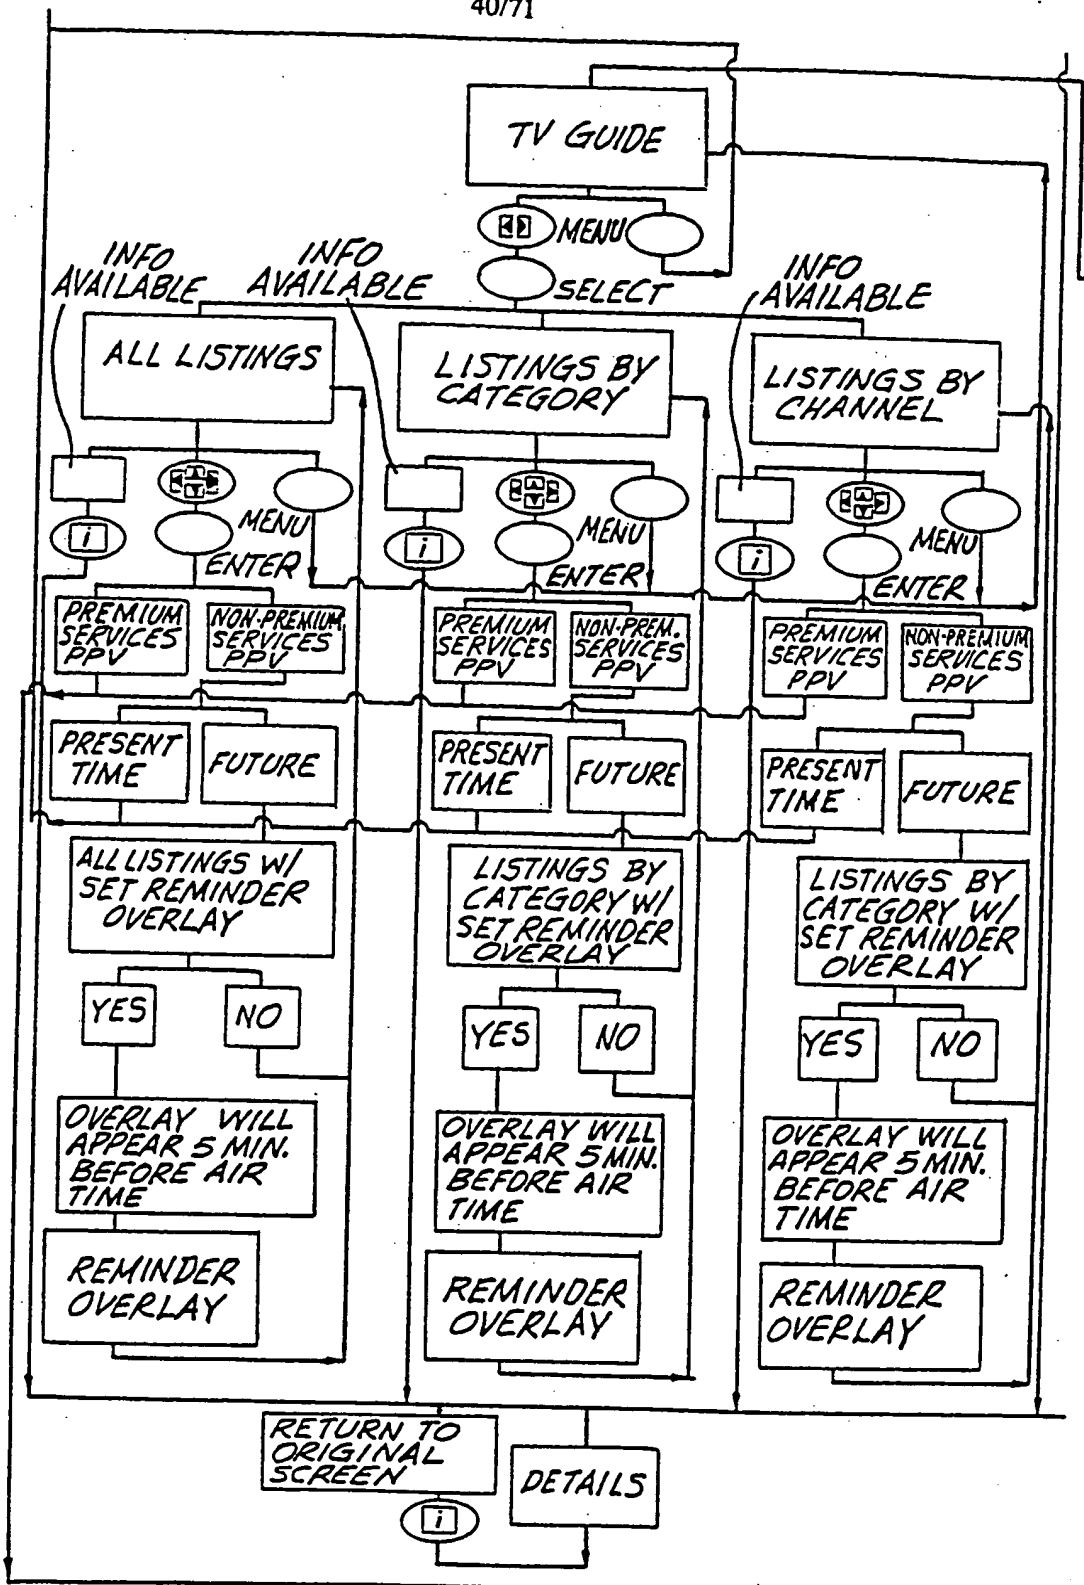 40/71
TV GUIDE
MENU
SELECT
INFO
AVAILABLE
INFO
AVAILABLE
INFO
AVAILABLE
ALL LISTINGS
LISTINGS BY
CATEGORY
LISTINGS BY
CHANNEL
i
MENU
ENTER
i
MENU
ENTER
i
MENU
ENTER
PREMIUM
SERVICES
PPV
NON-PREMIUM
SERVICES
PPV
PREMIUM
SERVICES
PPV
NON-PREM.
SERVICES
PPV
PREMIUM
SERVICES
PPV
NON-PREMIUM
SERVICES
PPV
PRESENT
TIME
FUTURE
PRESENT
TIME
FUTURE
PRESENT
TIME
FUTURE
ALL LISTINGS W/
SET REMINDER
OVERLAY
LISTINGS BY
CATEGORY W/
SET REMINDER
OVERLAY
LISTINGS BY
CATEGORY W/
SET REMINDER
OVERLAY
YES
NO
YES
NO
YES
NO
OVERLAY WILL
APPEAR 5 MIN.
BEFORE AIR
TIME
OVERLAY WILL
APPEAR 5 MIN.
BEFORE AIR
TIME
OVERLAY WILL
APPEAR 5 MIN.
BEFORE AIR
TIME
REMINDER
OVERLAY
REMINDER
OVERLAY
REMINDER
OVERLAY
RETURN TO
ORIGINAL
SCREEN
DETAILS
i